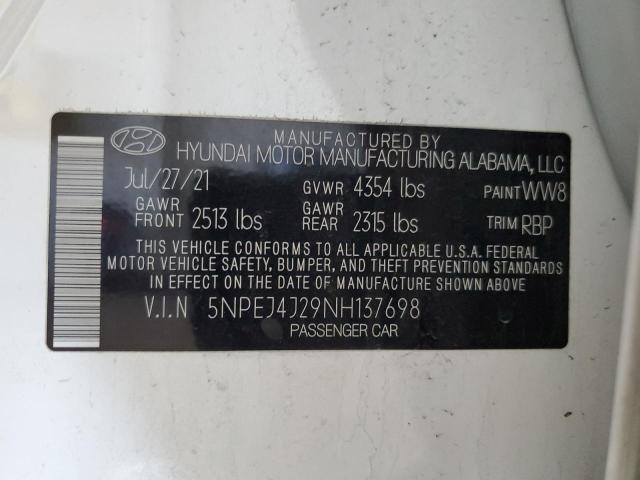 MANUFACTURED BY
HYUNDAI MOTOR MANUFACTURING ALABAMA, LLC
Jul/27/21 GVWR 4354 lbs PAINT WW8
GAWR FRONT 2513 lbs GAWR REAR 2315 lbs TRIM RBP
THIS VEHICLE CONFORMS TO ALL APPLICABLE U.S.A. FEDERAL
MOTOR VEHICLE SAFETY, BUMPER, AND THEFT PREVENTION STANDARDS
IN EFFECT ON THE DATE OF MANUFACTURE SHOWN ABOVE
V.I.N 5NPEJ4J29NH137698
PASSENGER CAR